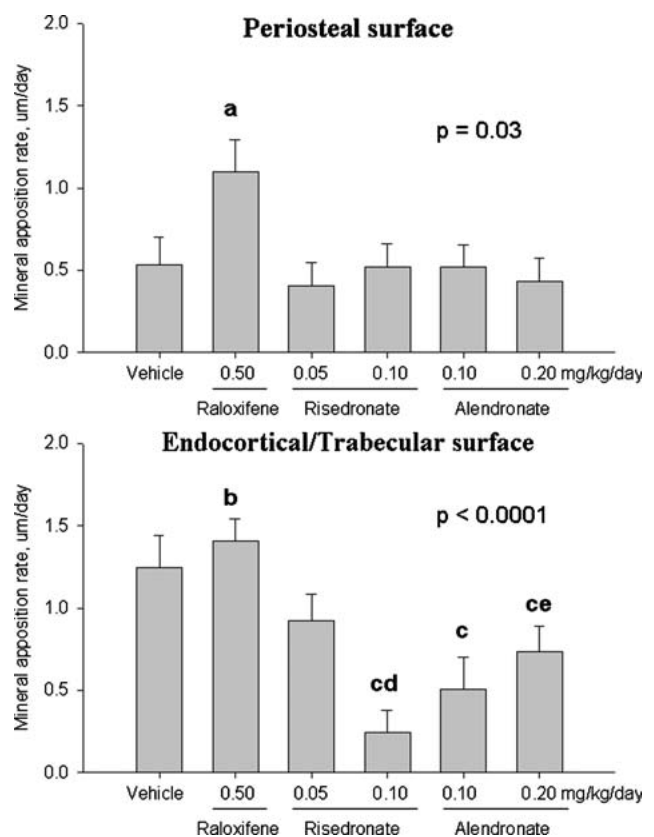 Periosteal surface
Mineral apposition rate, um/day
2.0
1.5
1.0
0.5
0.0
a
p = 0.03
Vehicle 0.50 0.05 0.10 0.10 0.20 mg/kg/day
Raloxifene Risedronate Alendronate
Endocortical/Trabecular surface
Mineral apposition rate, um/day
2.0
1.5
1.0
0.5
0.0
b
p < 0.0001
cd
c
ce
Vehicle 0.50 0.05 0.10 0.10 0.20 mg/kg/day
Raloxifene Risedronate Alendronate